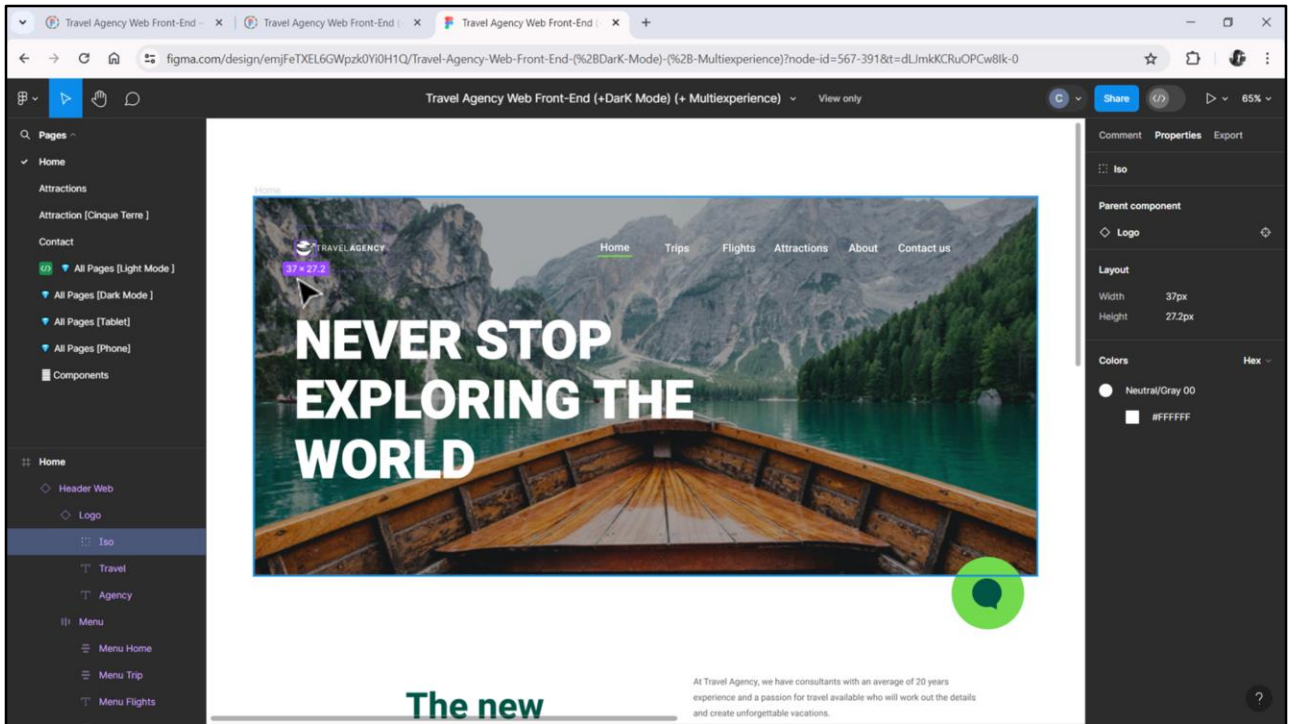 Travel Agency Web Front-End –
Travel Agency Web Front-End (
Travel Agency Web Front-End (
figma.com/design/emjFeTXEL6GWpzk0Yi0H1Q/Travel-Agency-Web-Front-End-(%2BDarK-Mode)-(%2B-Multiexperience)?node-id=567-391&t=dLJmkKCRuOPCw8Ik-0
Travel Agency Web Front-End (+DarK Mode) (+ Multiexperience)
View only
C
Share
65%
Pages
Home
Attractions
Attraction [Cinque Terre ]
Contact
All Pages [Light Mode ]
All Pages [Dark Mode ]
All Pages [Tablet]
All Pages [Phone]
Components
Home
Header Web
Logo
Iso
Travel
Agency
Menu
Menu Home
Menu Trip
Menu Flights
Home
TRAVELAGENCY
Home Trips Flights Attractions About Contact us
37 × 27.2
NEVER STOP
EXPLORING THE
WORLD
The new
At Travel Agency, we have consultants with an average of 20 years
experience and a passion for travel available who will work out the details
and create unforgettable vacations.
Comment Properties Export
Iso
Parent component
Logo
Layout
Width 37px
Height 27.2px
Colors Hex
Neutral/Gray 00
#FFFFFF
?